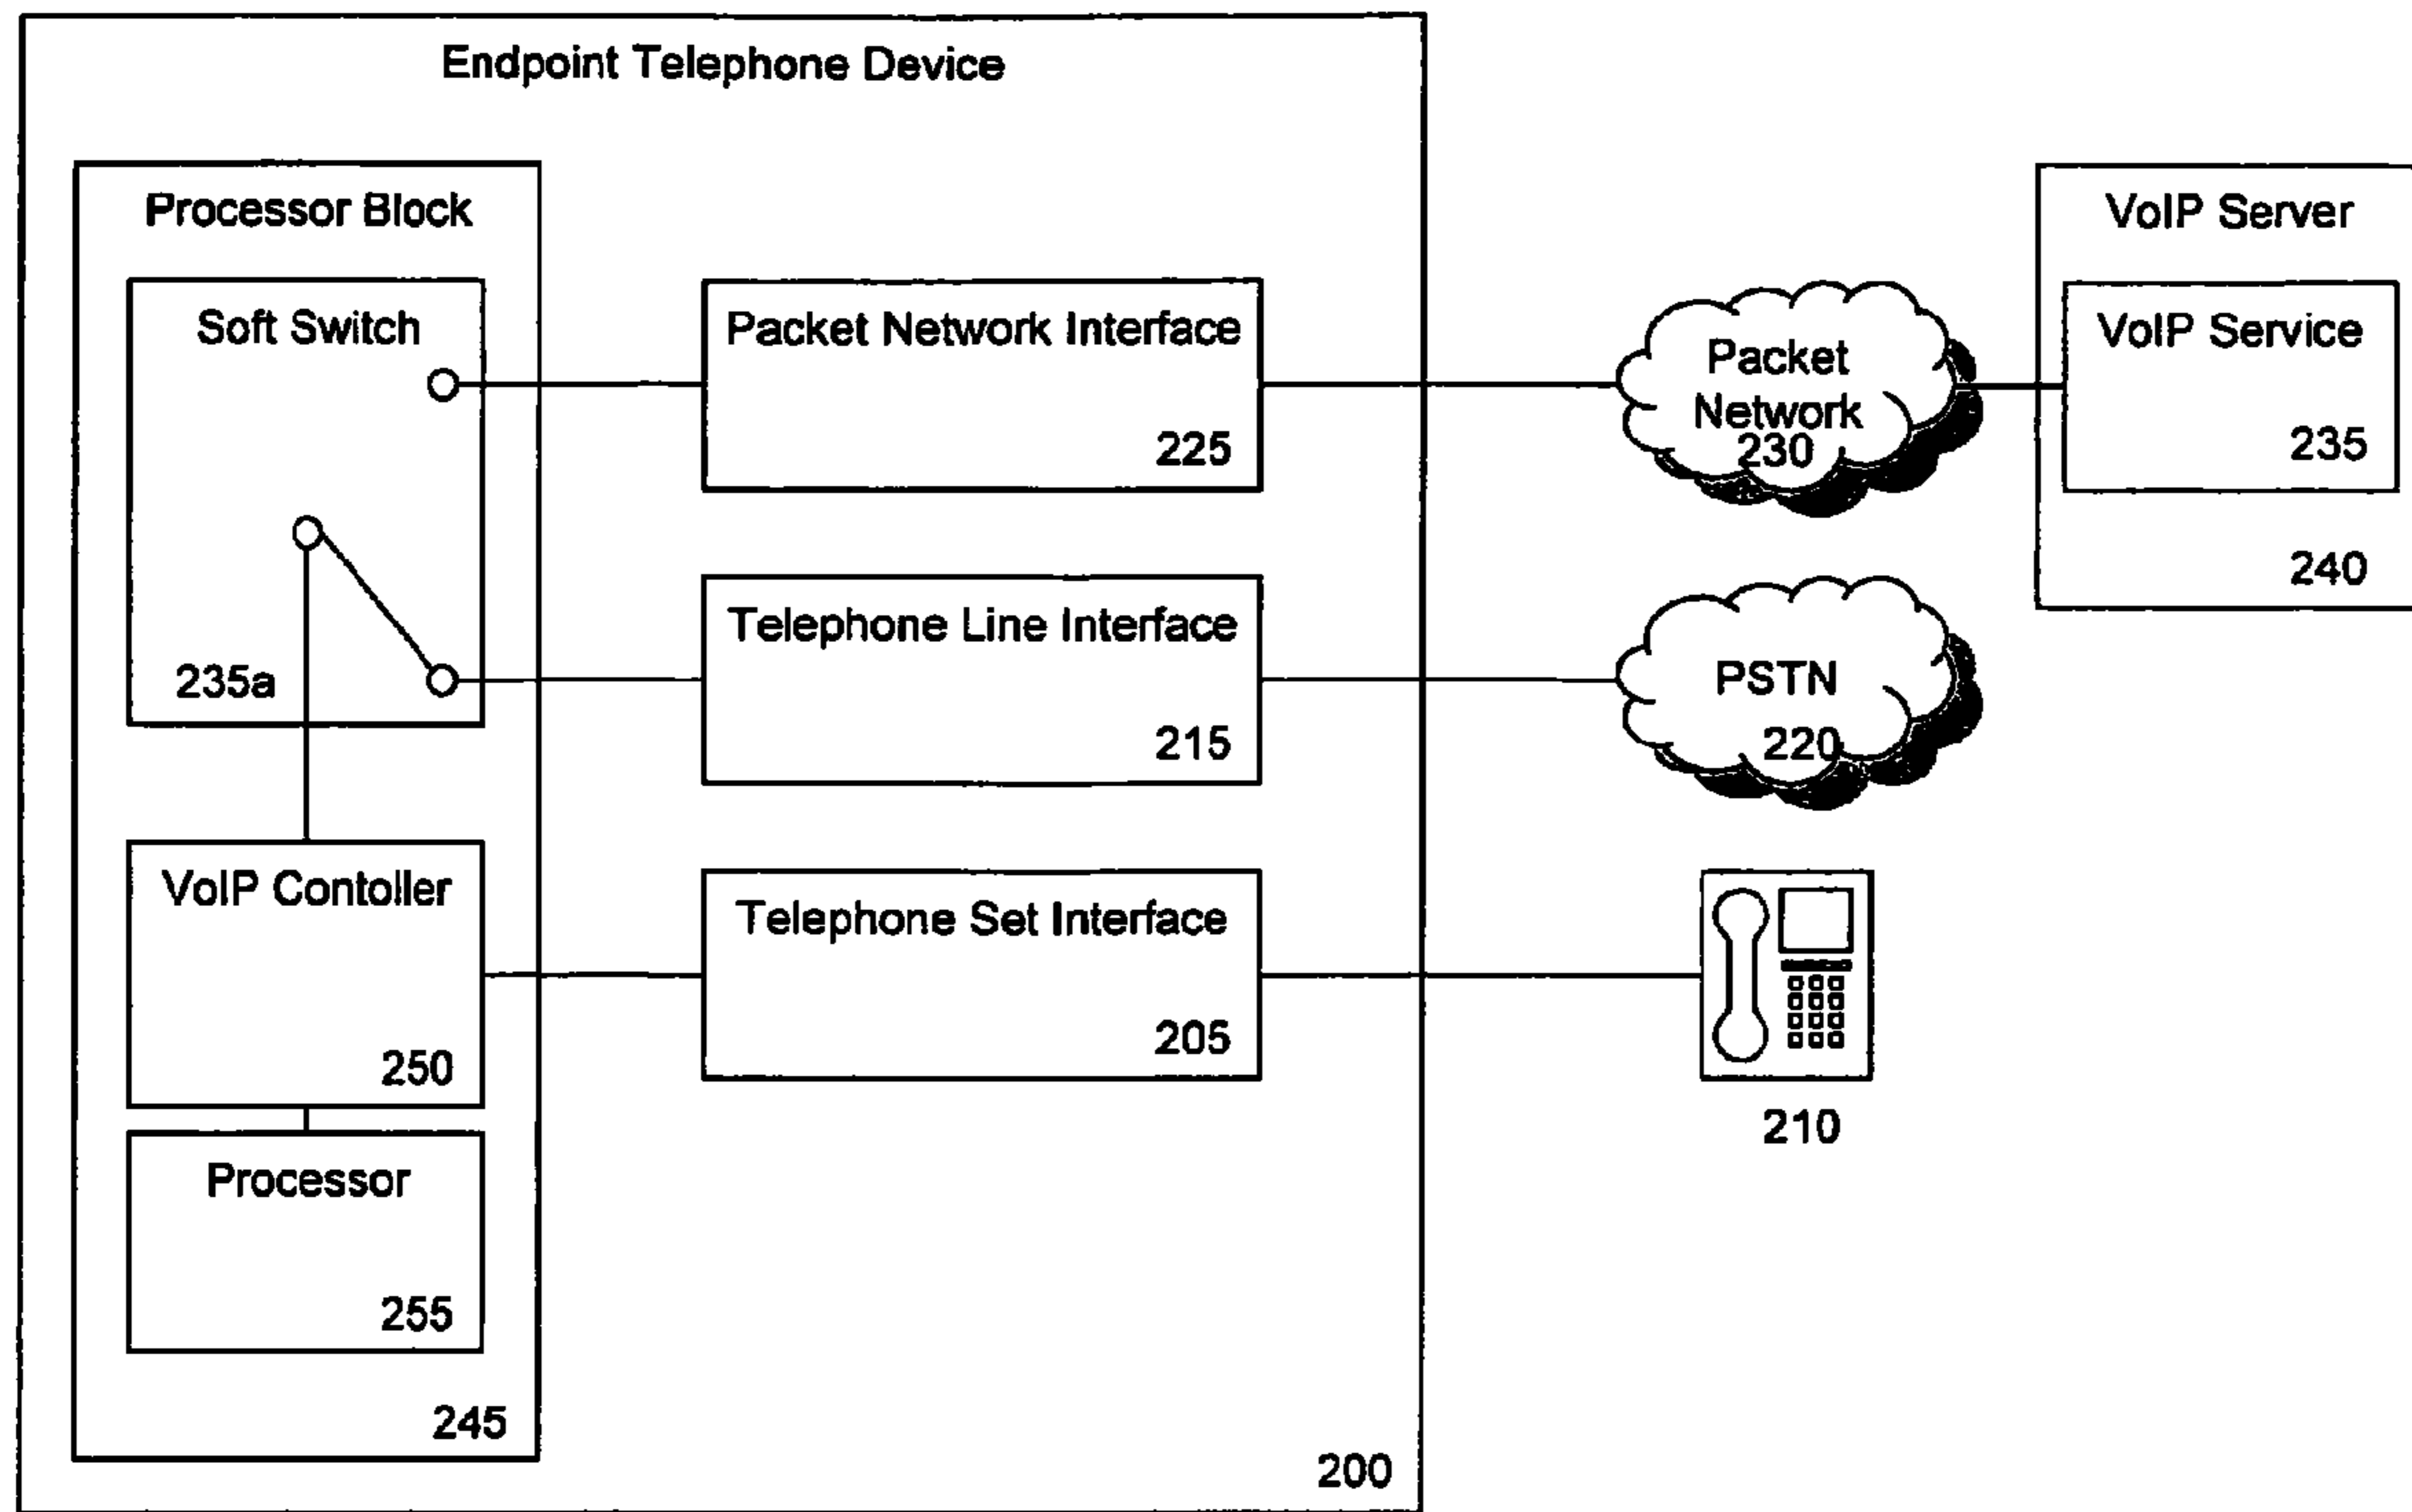 Endpoint Telephone Device
Processor Block
Soft Switch
235a
Packet Network Interface
225
Packet
Network
230
VoIP Server
VoIP Service
235
240
Telephone Line Interface
215
PSTN
220
VoIP Contoller
250
Telephone Set Interface
205
210
Processor
255
245
200